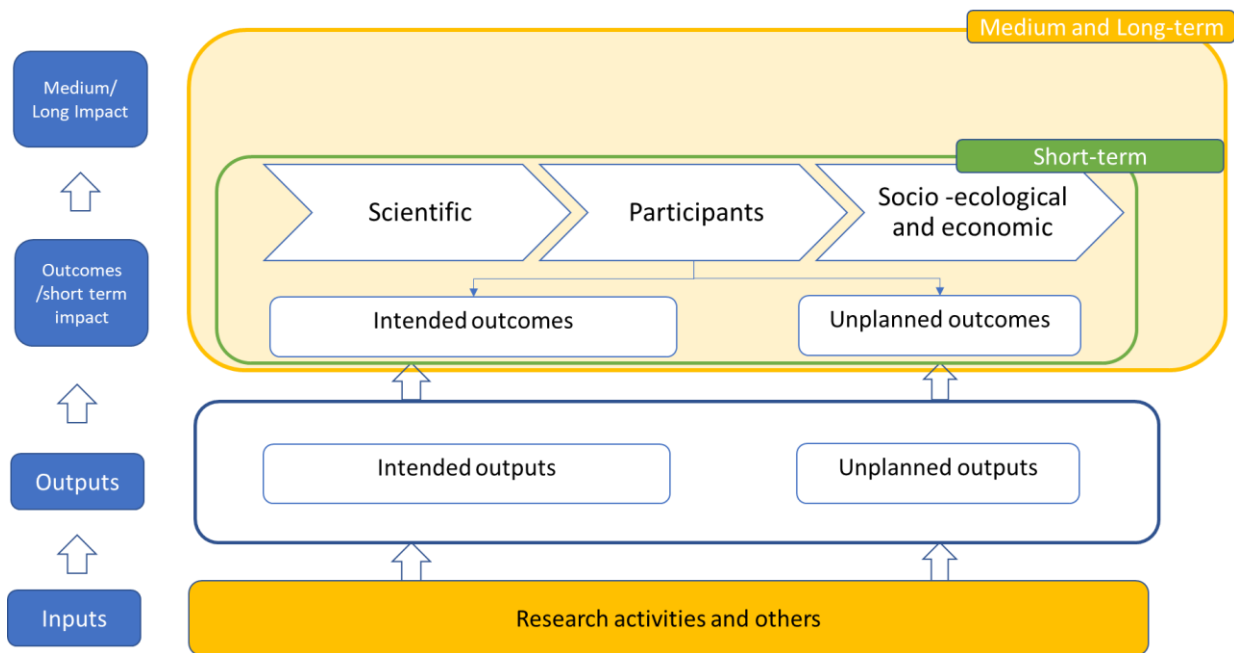 Medium and Long-term
Medium/
Long Impact
Short-term
Scientific
Participants
Socio -ecological
and economic
Outcomes
/short term
impact
Intended outcomes
Unplanned outcomes
Outputs
Intended outputs
Unplanned outputs
Inputs
Research activities and others